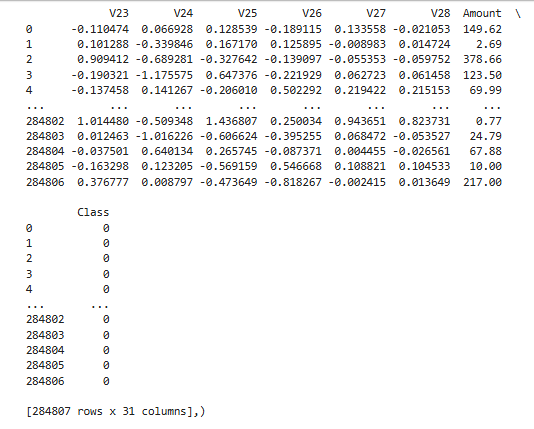 V23 V24 V25 V26 V27 V28 Amount \
0 -0.110474 0.066928 0.128539 -0.189115 0.133558 -0.021053 149.62
1 0.101288 -0.339846 0.167170 0.125895 -0.008983 0.014724 2.69
2 0.909412 -0.689281 -0.327642 -0.139097 -0.055353 -0.059752 378.66
3 -0.190321 -1.175575 0.647376 -0.221929 0.062723 0.061458 123.50
4 -0.137458 0.141267 -0.206010 0.502292 0.219422 0.215153 69.99
... ... ... ... ... ... ... ...
284802 1.014480 -0.509348 1.436807 0.250034 0.943651 0.823731 0.77
284803 0.012463 -1.016226 -0.606624 -0.395255 0.068472 -0.053527 24.79
284804 -0.037501 0.640134 0.265745 -0.087371 0.004455 -0.026561 67.88
284805 -0.163298 0.123205 -0.569159 0.546668 0.108821 0.104533 10.00
284806 0.376777 0.008797 -0.473649 -0.818267 -0.002415 0.013649 217.00
Class
0 0
1 0
2 0
3 0
4 0
... ...
284802 0
284803 0
284804 0
284805 0
284806 0
[284807 rows x 31 columns],)